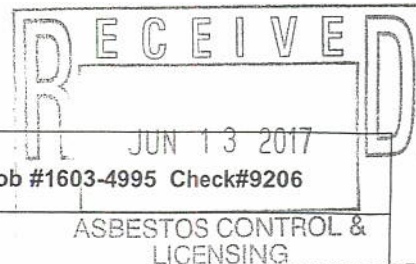 RECEIVED
JUN 13 2017
ob #1603-4995 Check#9206
ASBESTOS CONTROL &
LICENSING